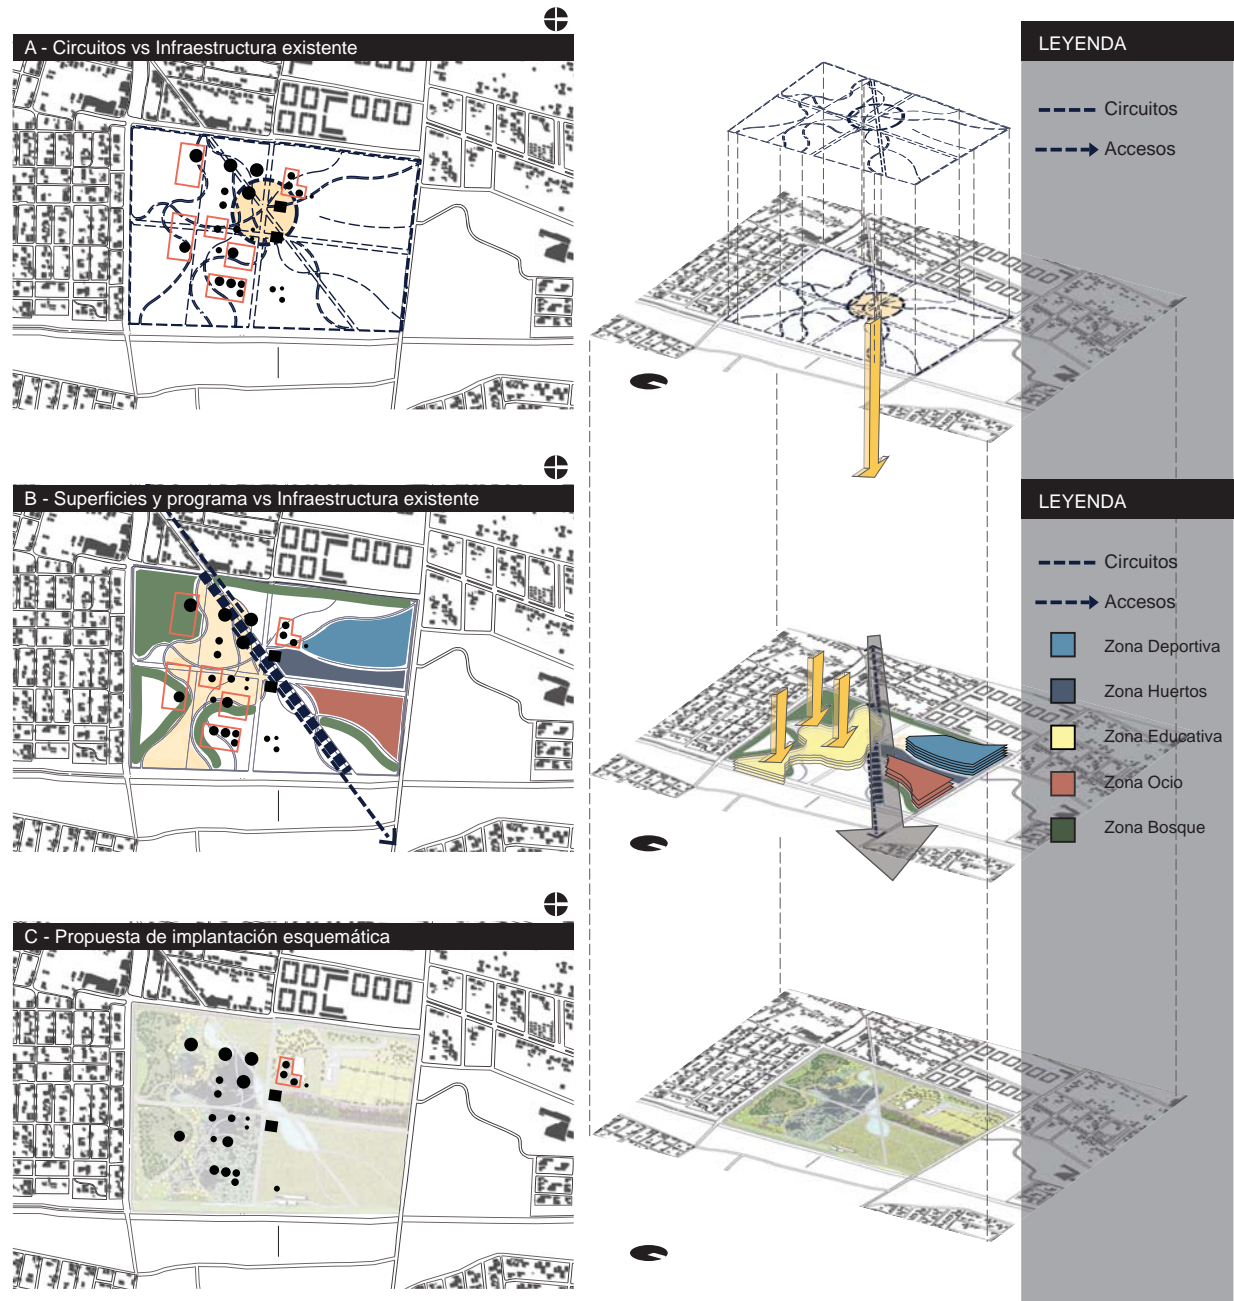 A - Circuitos vs Infraestructura existente
LEYENDA
Circuitos
Accesos
B - Superficies y programa vs Infraestructura existente
LEYENDA
Circuitos
Accesos
Zona Deportiva
Zona Huertos
Zona Educativa
Zona Ocio
Zona Bosque
C - Propuesta de implantación esquemática